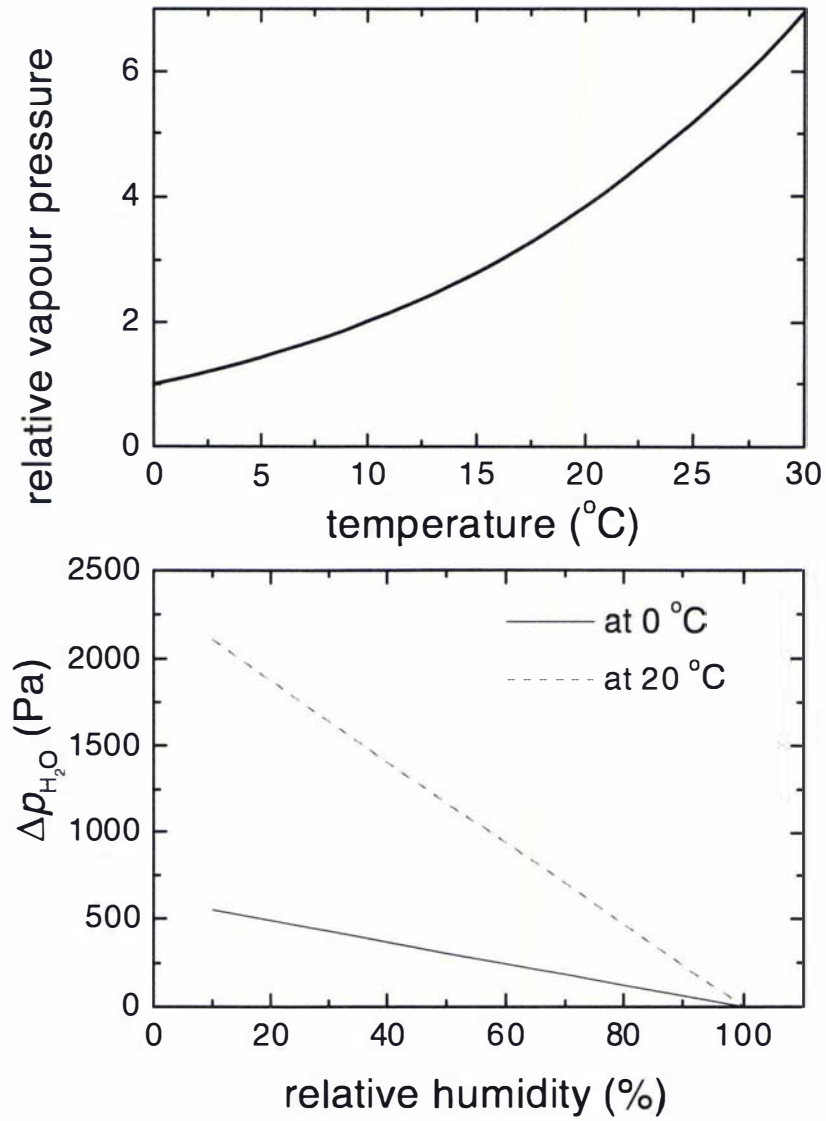 relative vapour pressure
6
4
2
0
0 5 10 15 20 25 30
temperature (°C)
Δp_H₂O (Pa)
2500
2000
1500
1000
500
0
at 0 °C
at 20 °C
0 20 40 60 80 100
relative humidity (%)